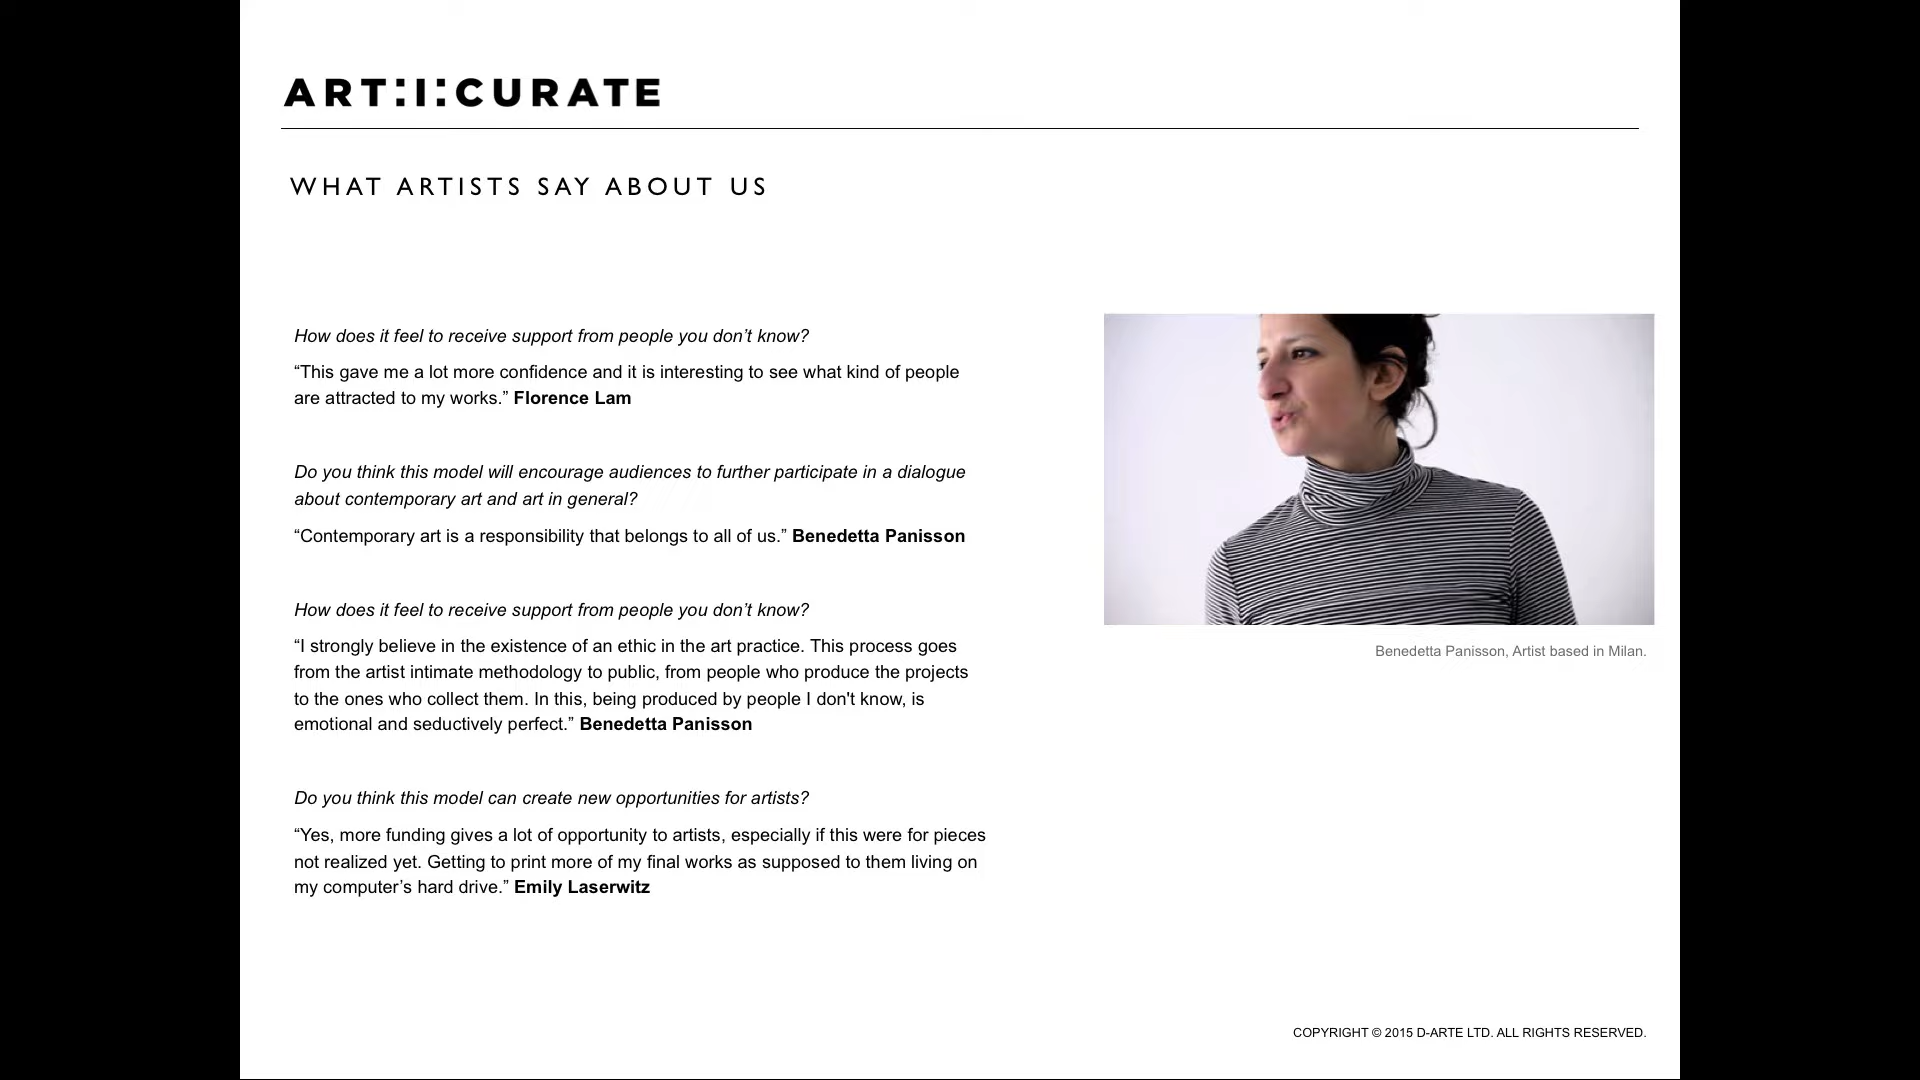 ART:I:CURATE
WHAT ARTISTS SAY ABOUT US
How does it feel to receive support from people you don’t know?
“This gave me a lot more confidence and it is interesting to see what kind of people
are attracted to my works.” Florence Lam
Do you think this model will encourage audiences to further participate in a dialogue
about contemporary art and art in general?
“Contemporary art is a responsibility that belongs to all of us.” Benedetta Panisson
How does it feel to receive support from people you don’t know?
“I strongly believe in the existence of an ethic in the art practice. This process goes
from the artist intimate methodology to public, from people who produce the projects
to the ones who collect them. In this, being produced by people I don't know, is
emotional and seductively perfect.” Benedetta Panisson
Do you think this model can create new opportunities for artists?
“Yes, more funding gives a lot of opportunity to artists, especially if this were for pieces
not realized yet. Getting to print more of my final works as supposed to them living on
my computer’s hard drive.” Emily Laserwitz
Benedetta Panisson, Artist based in Milan.
COPYRIGHT © 2015 D-ARTE LTD. ALL RIGHTS RESERVED.